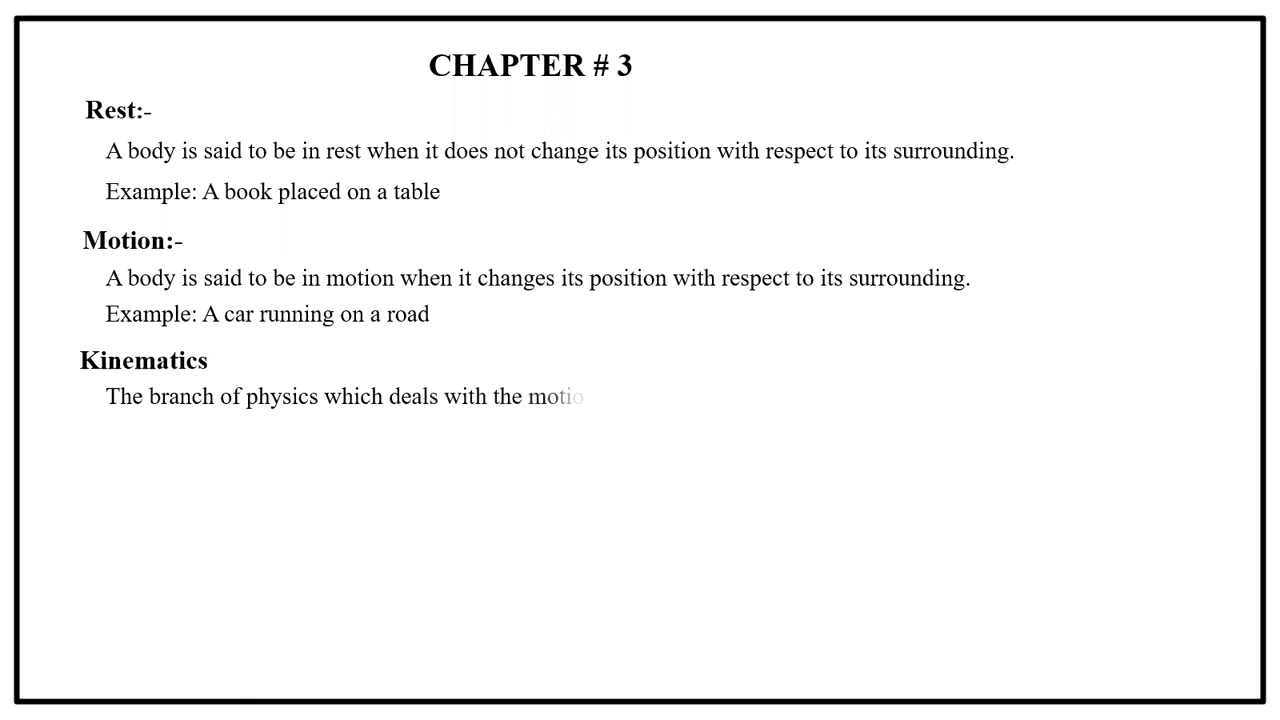 CHAPTER # 3
Rest:-
A body is said to be in rest when it does not change its position with respect to its surrounding.
Example: A book placed on a table
Motion:-
A body is said to be in motion when it changes its position with respect to its surrounding.
Example: A car running on a road
Kinematics
The branch of physics which deals with the motio